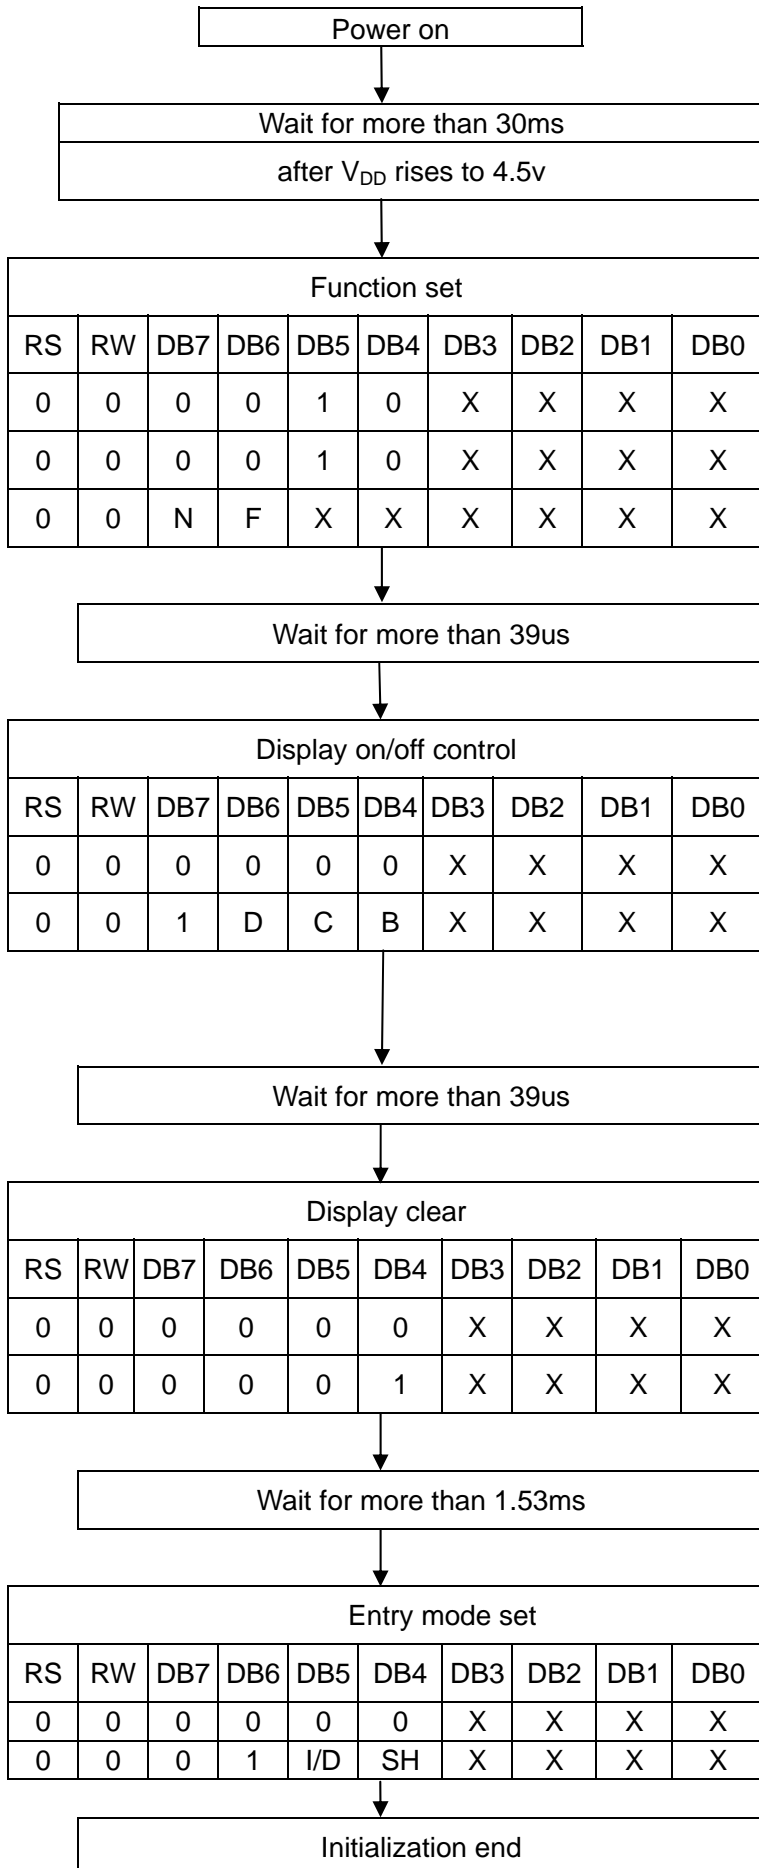 Power on
Wait for more than 30ms
after VDD rises to 4.5v
Function set
RS RW DB7 DB6 DB5 DB4 DB3 DB2 DB1 DB0
0 0 0 0 1 0 X X X X
0 0 0 0 1 0 X X X X
0 0 N F X X X X X X
Wait for more than 39us
Display on/off control
RS RW DB7 DB6 DB5 DB4 DB3 DB2 DB1 DB0
0 0 0 0 0 0 X X X X
0 0 1 D C B X X X X
Wait for more than 39us
Display clear
RS RW DB7 DB6 DB5 DB4 DB3 DB2 DB1 DB0
0 0 0 0 0 0 X X X X
0 0 0 0 0 1 X X X X
Wait for more than 1.53ms
Entry mode set
RS RW DB7 DB6 DB5 DB4 DB3 DB2 DB1 DB0
0 0 0 0 0 0 X X X X
0 0 0 1 I/D SH X X X X
Initialization end